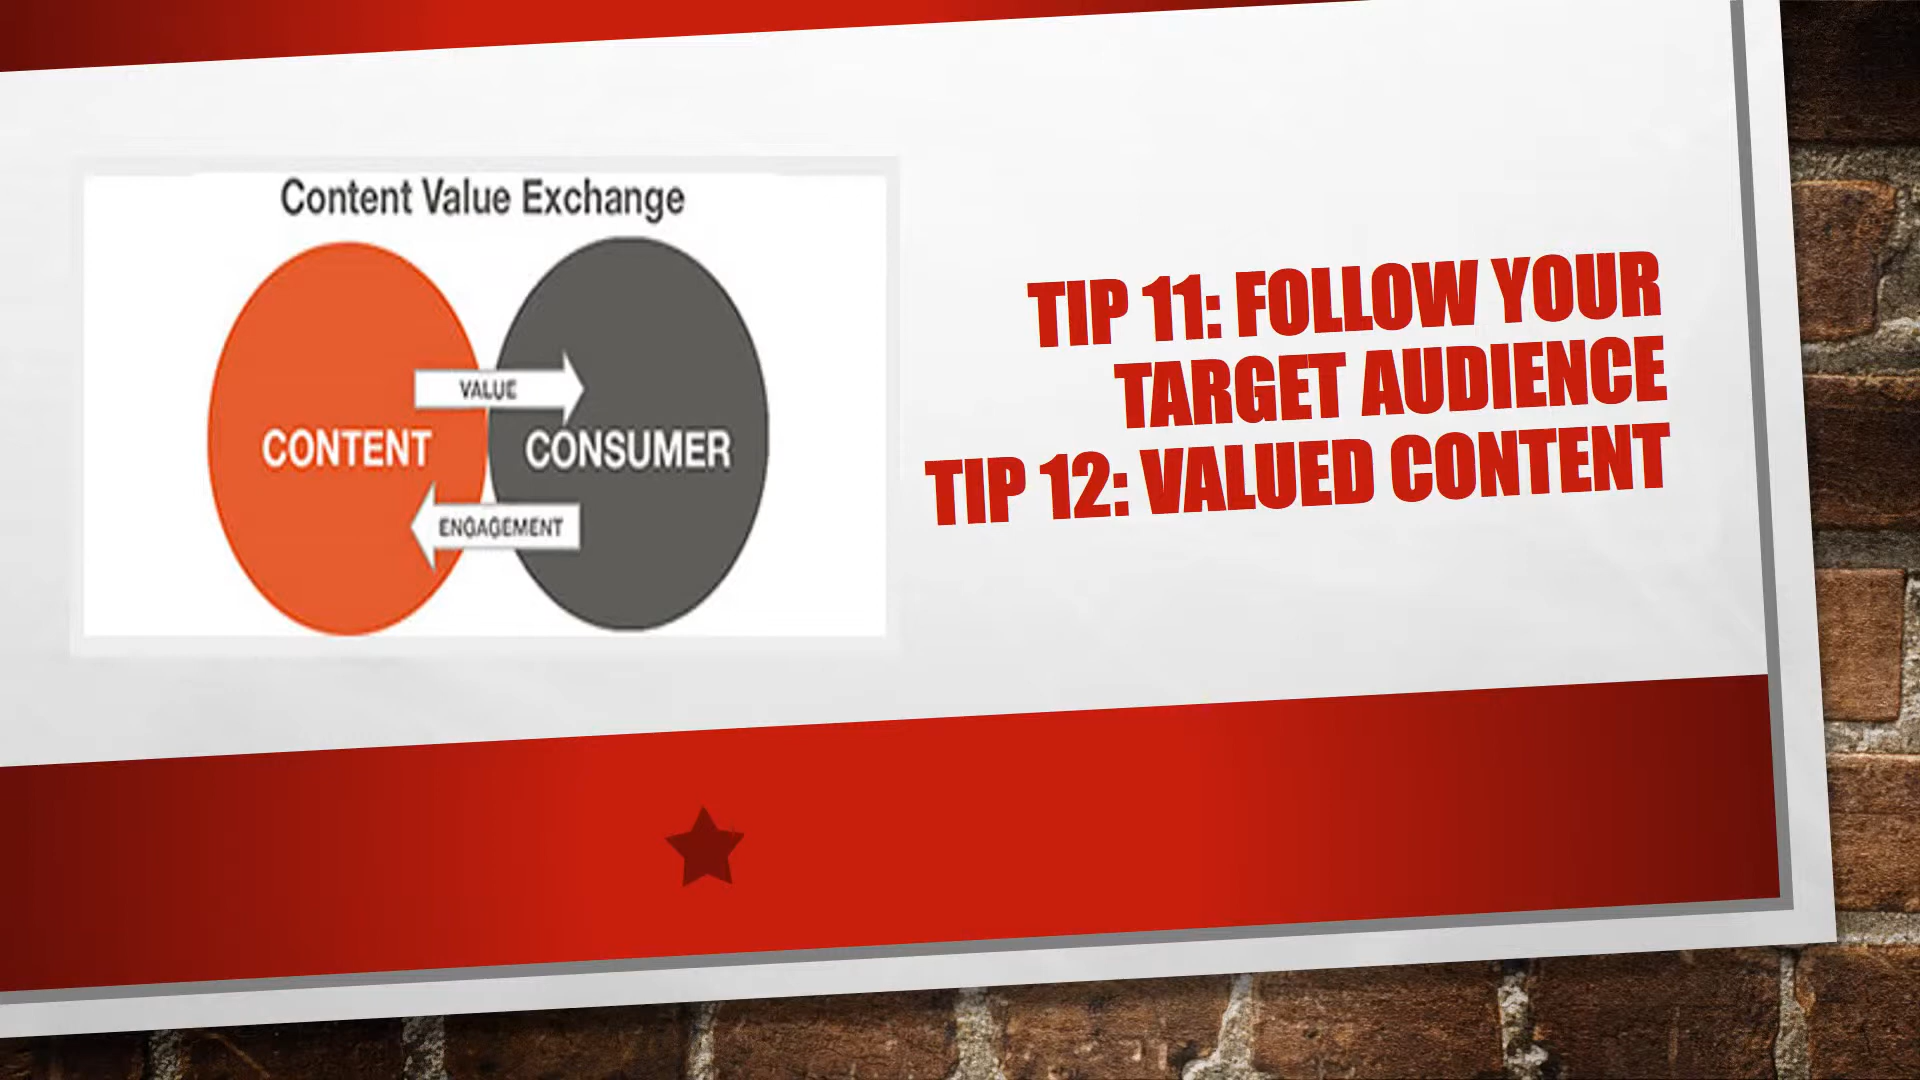 Content Value Exchange
VALUE
CONTENT
CONSUMER
ENGAGEMENT
TIP 11: FOLLOW YOUR
TARGET AUDIENCE
TIP 12: VALUED CONTENT